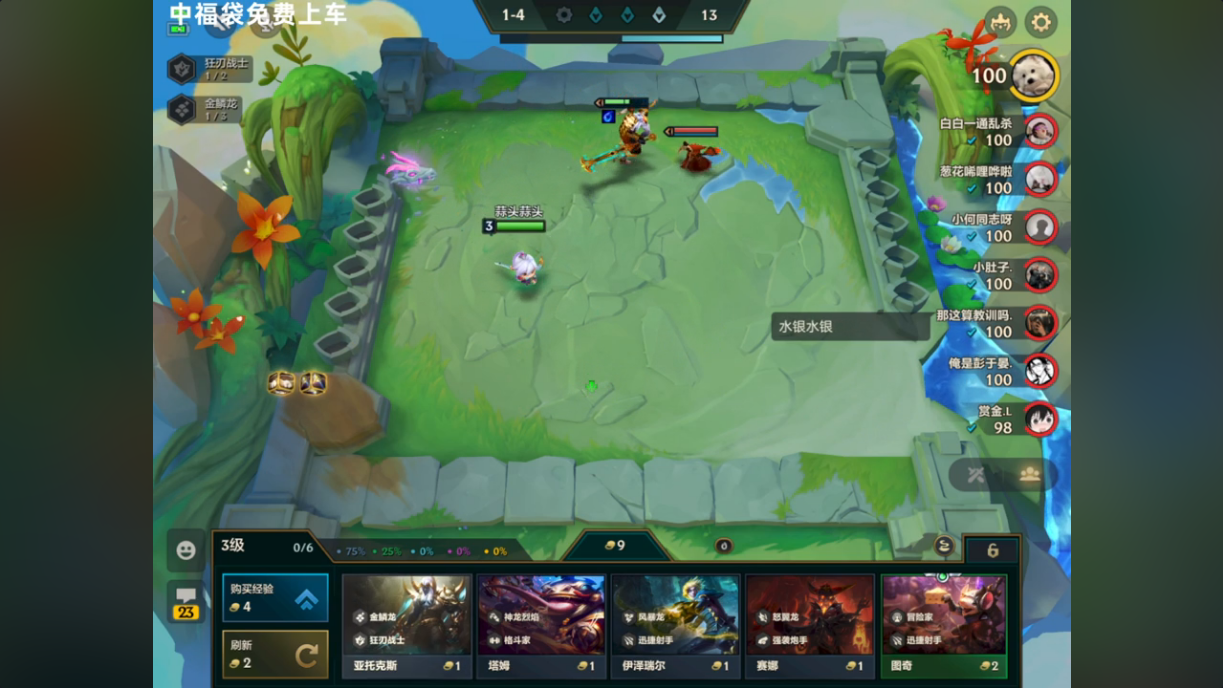 中福袋免费上车
1-4
13
狂刃战士
1/2
金鳞龙
1/3
100
白白一通乱杀
100
葱花唏哩哗啦
100
小何同志呀
100
小肚子.
100
那这算教训吗.
100
俺是彭于晏.
100
赏金.L
98
蒜头蒜头
3
水银水银
3级
0/6
75%
25%
0%
0%
0%
9
0
6
购买经验
4
刷新
2
23
金鳞龙
狂刃战士
亚托克斯
1
神龙烈焰
格斗家
塔姆
1
风暴龙
迅捷射手
伊泽瑞尔
1
怒翼龙
强袭炮手
赛娜
1
冒险家
迅捷射手
图奇
2